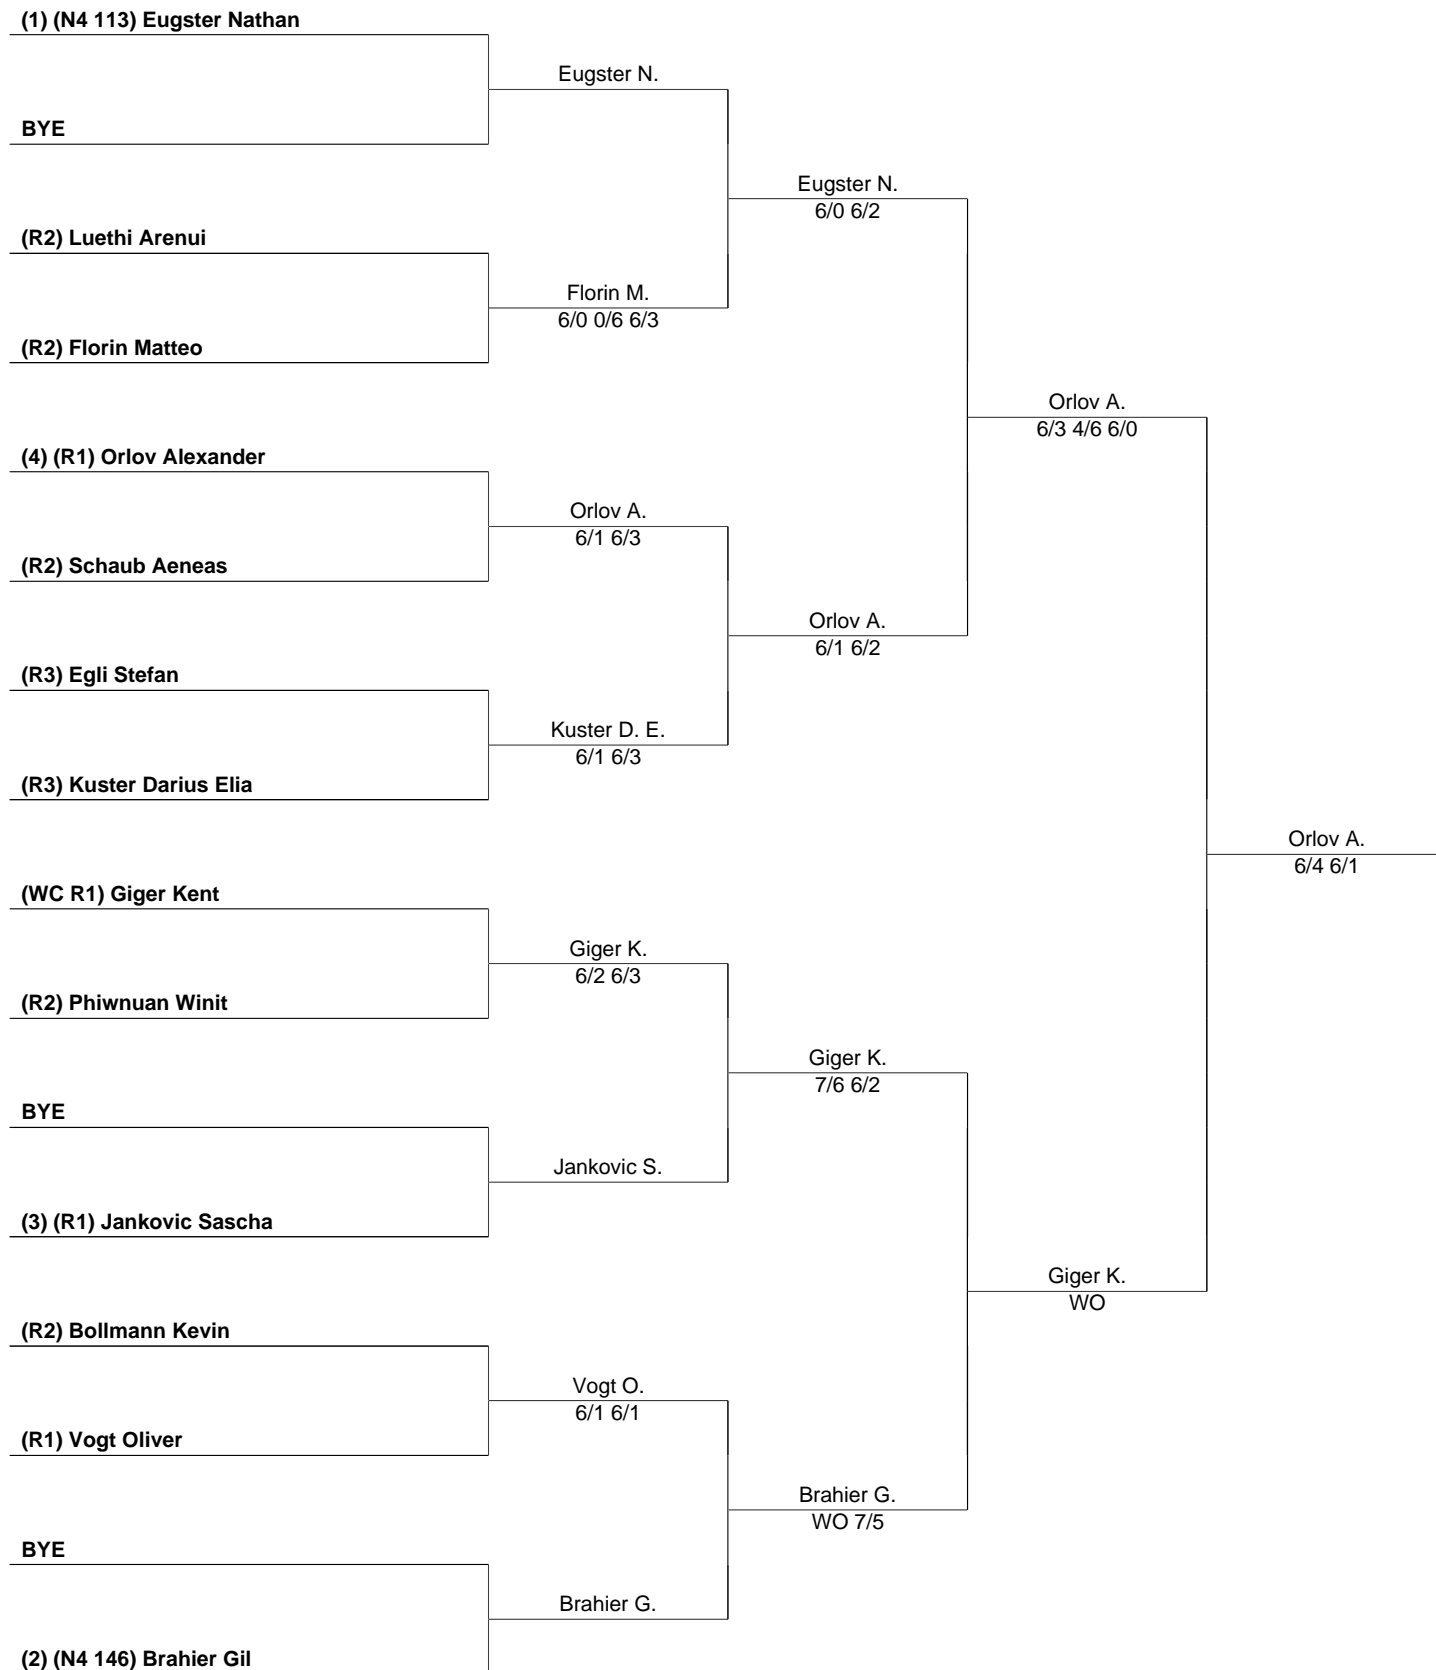 (1) (N4 113) Eugster Nathan
Eugster N.
BYE
Eugster N.
6/0 6/2
(R2) Luethi Arenui
Florin M.
6/0 0/6 6/3
(R2) Florin Matteo
Orlov A.
6/3 4/6 6/0
(4) (R1) Orlov Alexander
Orlov A.
6/1 6/3
(R2) Schaub Aeneas
Orlov A.
6/1 6/2
(R3) Egli Stefan
Kuster D. E.
6/1 6/3
(R3) Kuster Darius Elia
Orlov A.
6/4 6/1
(WC R1) Giger Kent
Giger K.
6/2 6/3
(R2) Phiwnuan Winit
Giger K.
7/6 6/2
BYE
Jankovic S.
(3) (R1) Jankovic Sascha
Giger K.
WO
(R2) Bollmann Kevin
Vogt O.
6/1 6/1
(R1) Vogt Oliver
Brahier G.
WO 7/5
BYE
Brahier G.
(2) (N4 146) Brahier Gil